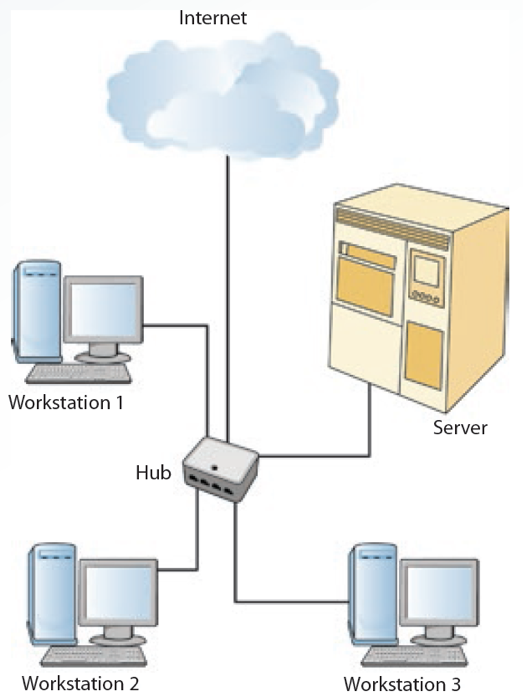 Internet
Workstation 1
Server
Hub
Workstation 2
Workstation 3